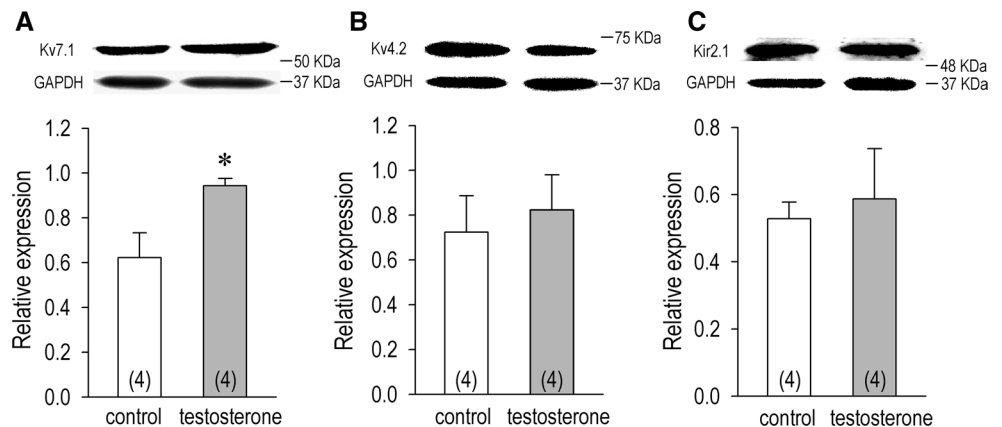 A
Kv7.1
50 KDa
GAPDH
37 KDa
Relative expression
1.2
1.0
0.8
0.6
0.4
0.2
0.0
*
(4)
(4)
control
testosterone
B
75 KDa
Kv4.2
GAPDH
37 KDa
Relative expression
1.2
1.0
0.8
0.6
0.4
0.2
0.0
(4)
(4)
control
testosterone
C
Kir2.1
48 KDa
GAPDH
37 KDa
Relative expression
0.8
0.6
0.4
0.2
0.0
(4)
(4)
control
testosterone